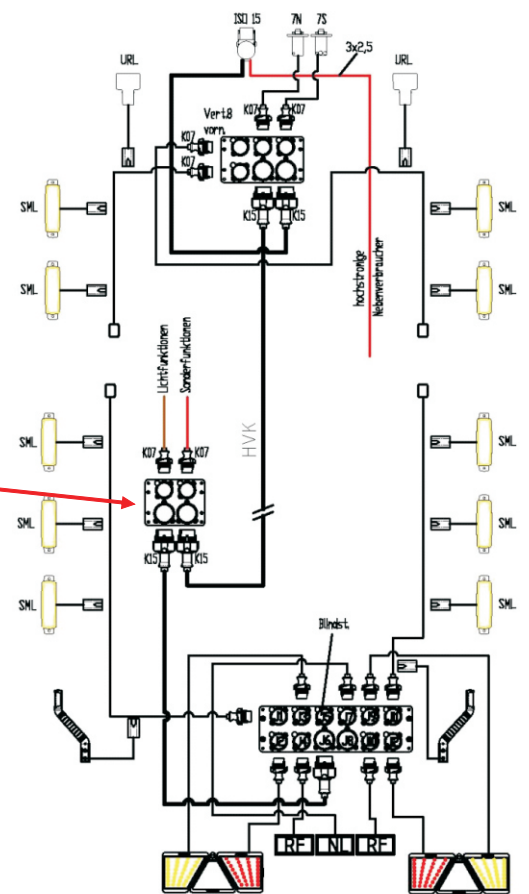 ISO 15
7N
7S
URL
3x2,5
URL
Vert.8
vorn.
K07
K07
K07
K07
K15
K15
SML
SML
SML
SML
hochstromige
Nebenverbraucher
Lichtfunktionen
Sonderfunktionen
HVK
K07
K07
K15
K15
SML
SML
SML
SML
SML
SML
Blindst.
J6
J8
RF
NL
RF